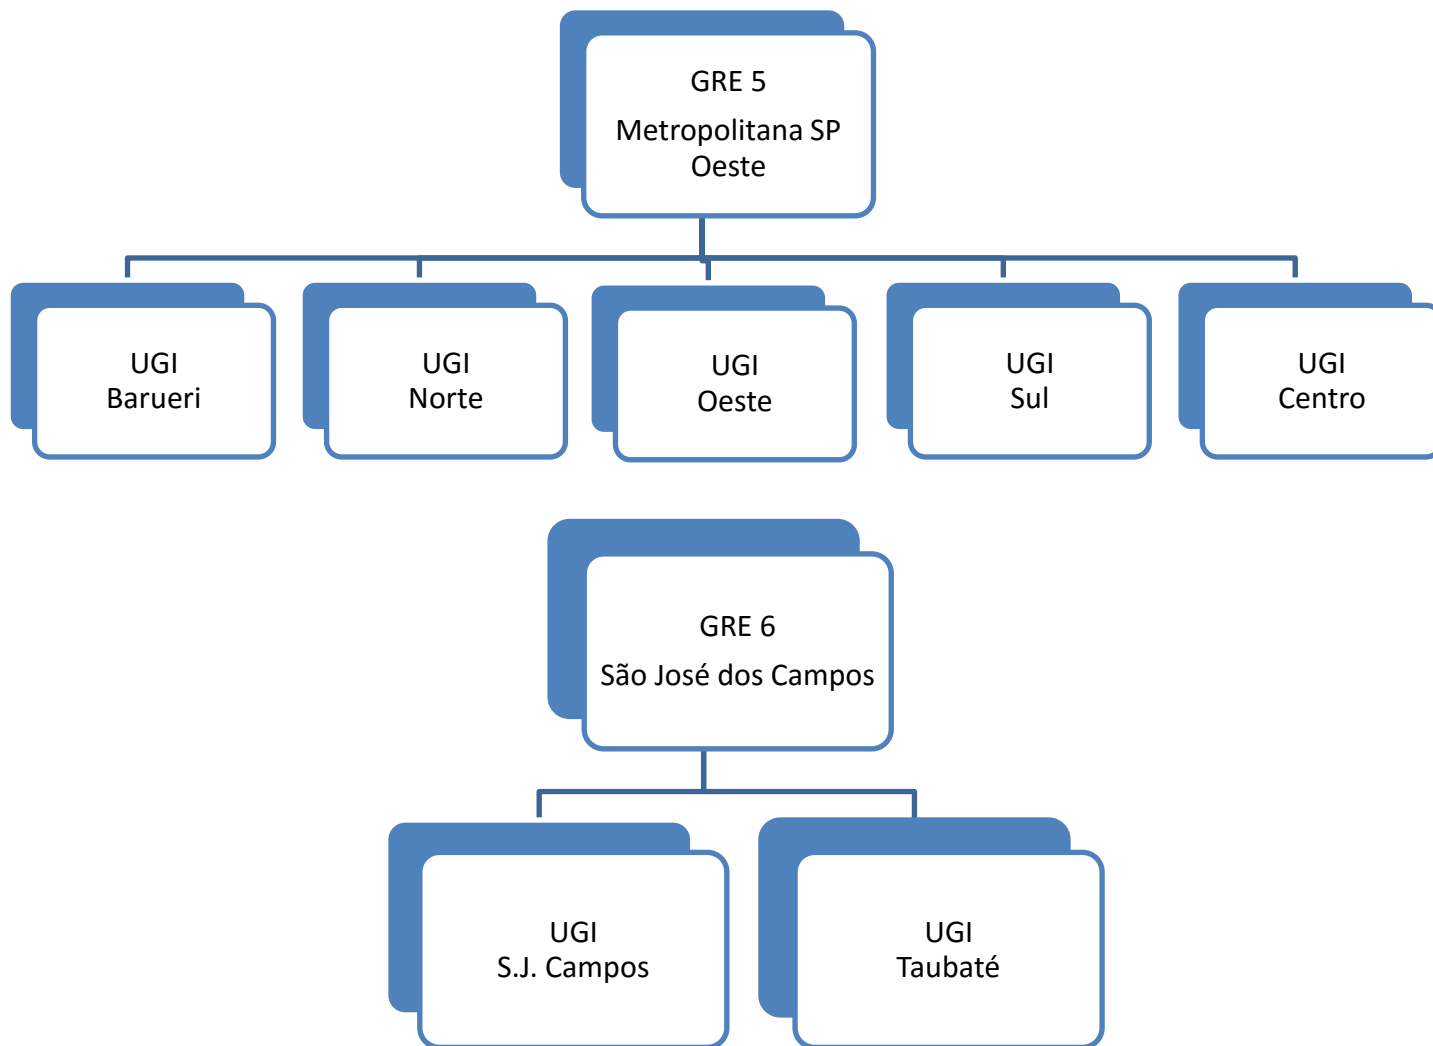 GRE 5
Metropolitana SP
Oeste
UGI
Barueri
UGI
Norte
UGI
Oeste
UGI
Sul
UGI
Centro
GRE 6
São José dos Campos
UGI
S.J. Campos
UGI
Taubaté